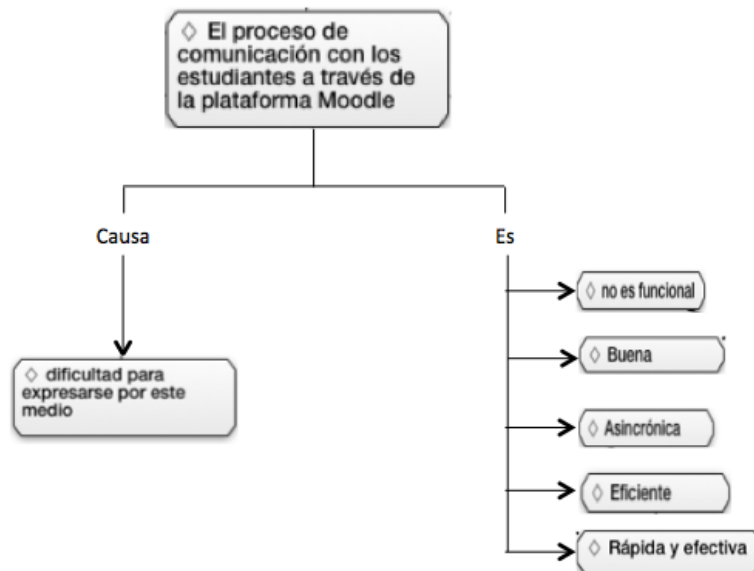 ◇ El proceso de
comunicación con los
estudiantes a través de
la plataforma Moodle
Causa
Es
◇ dificultad para
expresarse por este
medio
◇ no es funcional
◇ Buena
◇ Asincrónica
◇ Eficiente
◇ Rápida y efectiva